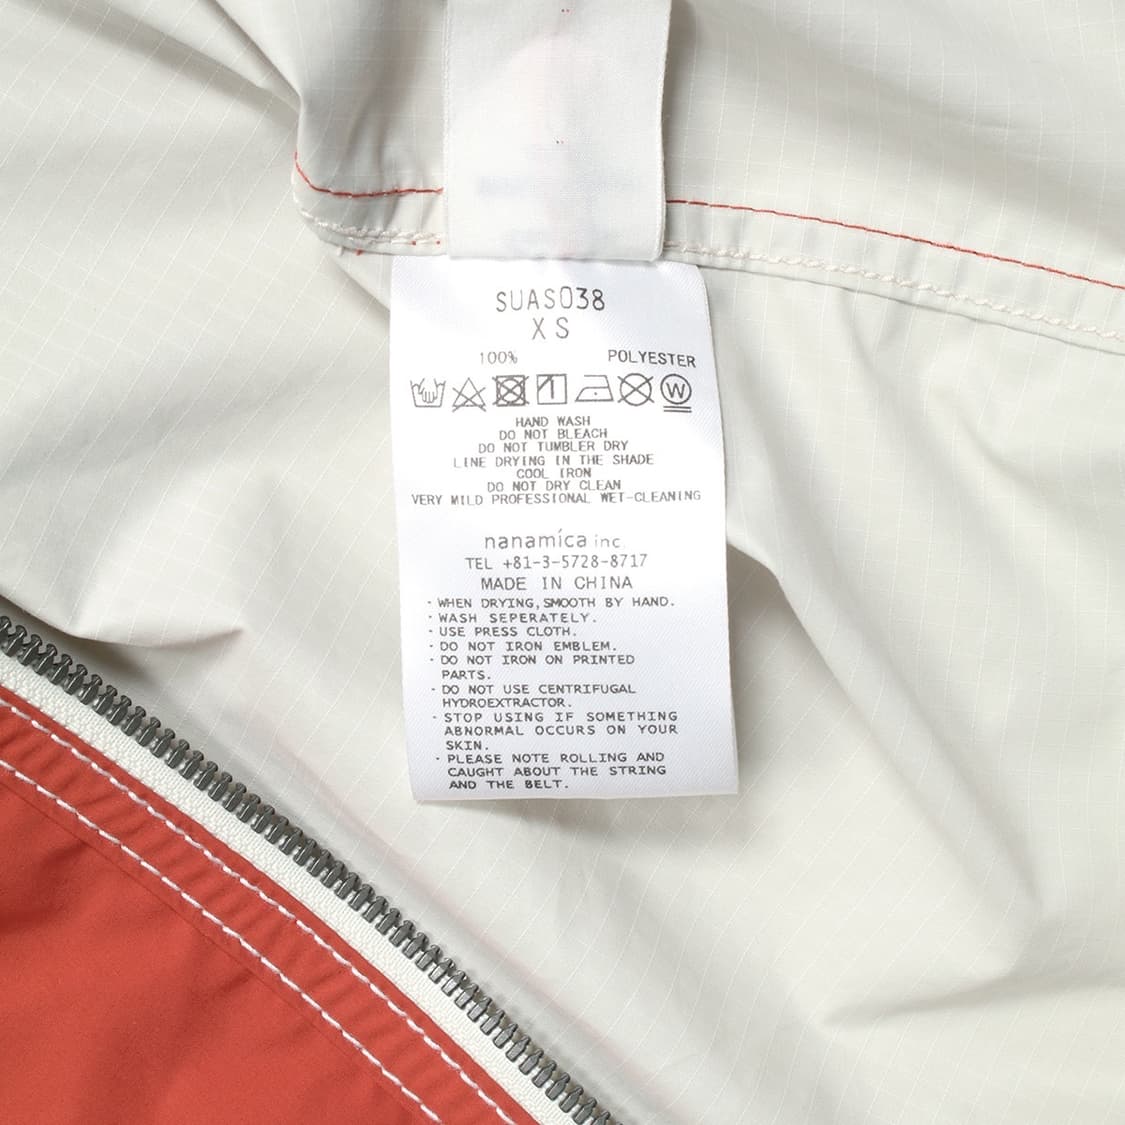 SUAS038
XS
100% POLYESTER
W
HAND WASH
DO NOT BLEACH
DO NOT TUMBLER DRY
LINE DRYING IN THE SHADE
COOL IRON
DO NOT DRY CLEAN
VERY MILD PROFESSIONAL WET-CLEANING
nanamíca inc.
TEL +81-3-5728-8717
MADE IN CHINA
・WHEN DRYING,SMOOTH BY HAND.
・WASH SEPERATELY.
・USE PRESS CLOTH.
・DO NOT IRON EMBLEM.
・DO NOT IRON ON PRINTED
PARTS.
・DO NOT USE CENTRIFUGAL
HYDROEXTRACTOR.
・STOP USING IF SOMETHING
ABNORMAL OCCURS ON YOUR
SKIN.
・PLEASE NOTE ROLLING AND
CAUGHT ABOUT THE STRING
AND THE BELT.